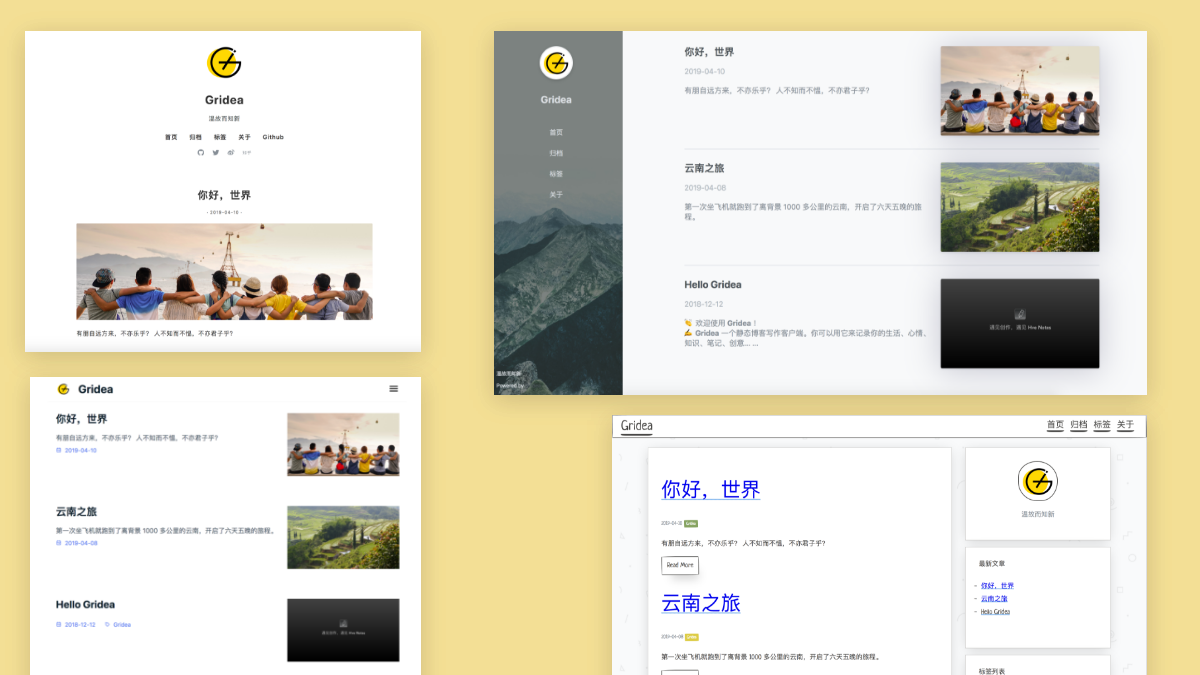 Gridea
温故而知新
首页 归档 标签 关于 Github
你好，世界
- 2019-04-10 -
有朋自远方来，不亦乐乎？ 人不知而不愠，不亦君子乎？
Gridea
首页
归档
标签
关于
温故而知新
Powered by
你好，世界
2019-04-10
有朋自远方来，不亦乐乎？ 人不知而不愠，不亦君子乎？
云南之旅
2019-04-08
第一次坐飞机就跑到了离背景 1000 多公里的云南，开启了六天五晚的旅
程。
Hello Gridea
2018-12-12
👏 欢迎使用 Gridea！
✍️ Gridea 一个静态博客写作客户端。你可以用它来记录你的生活、心情、
知识、笔记、创意... ...
遇见创作，遇见 Hve Notes
Gridea
你好，世界
有朋自远方来，不亦乐乎？ 人不知而不愠，不亦君子乎？
2019-04-10
云南之旅
第一次坐飞机就跑到了离背景 1000 多公里的云南，开启了六天五晚的旅程。
2019-04-08
Hello Gridea
2018-12-12 Gridea
遇见创作，遇见 Hve Notes
Gridea
首页 归档 标签 关于
你好，世界
有朋自远方来，不亦乐乎？ 人不知而不愠，不亦君子乎？
Read More
云南之旅
2019-04-08
第一次坐飞机就跑到了离背景 1000 多公里的云南，开启了六天五晚的旅程。
温故而知新
最新文章
- 你好，世界
- 云南之旅
- Hello Gridea
标签列表